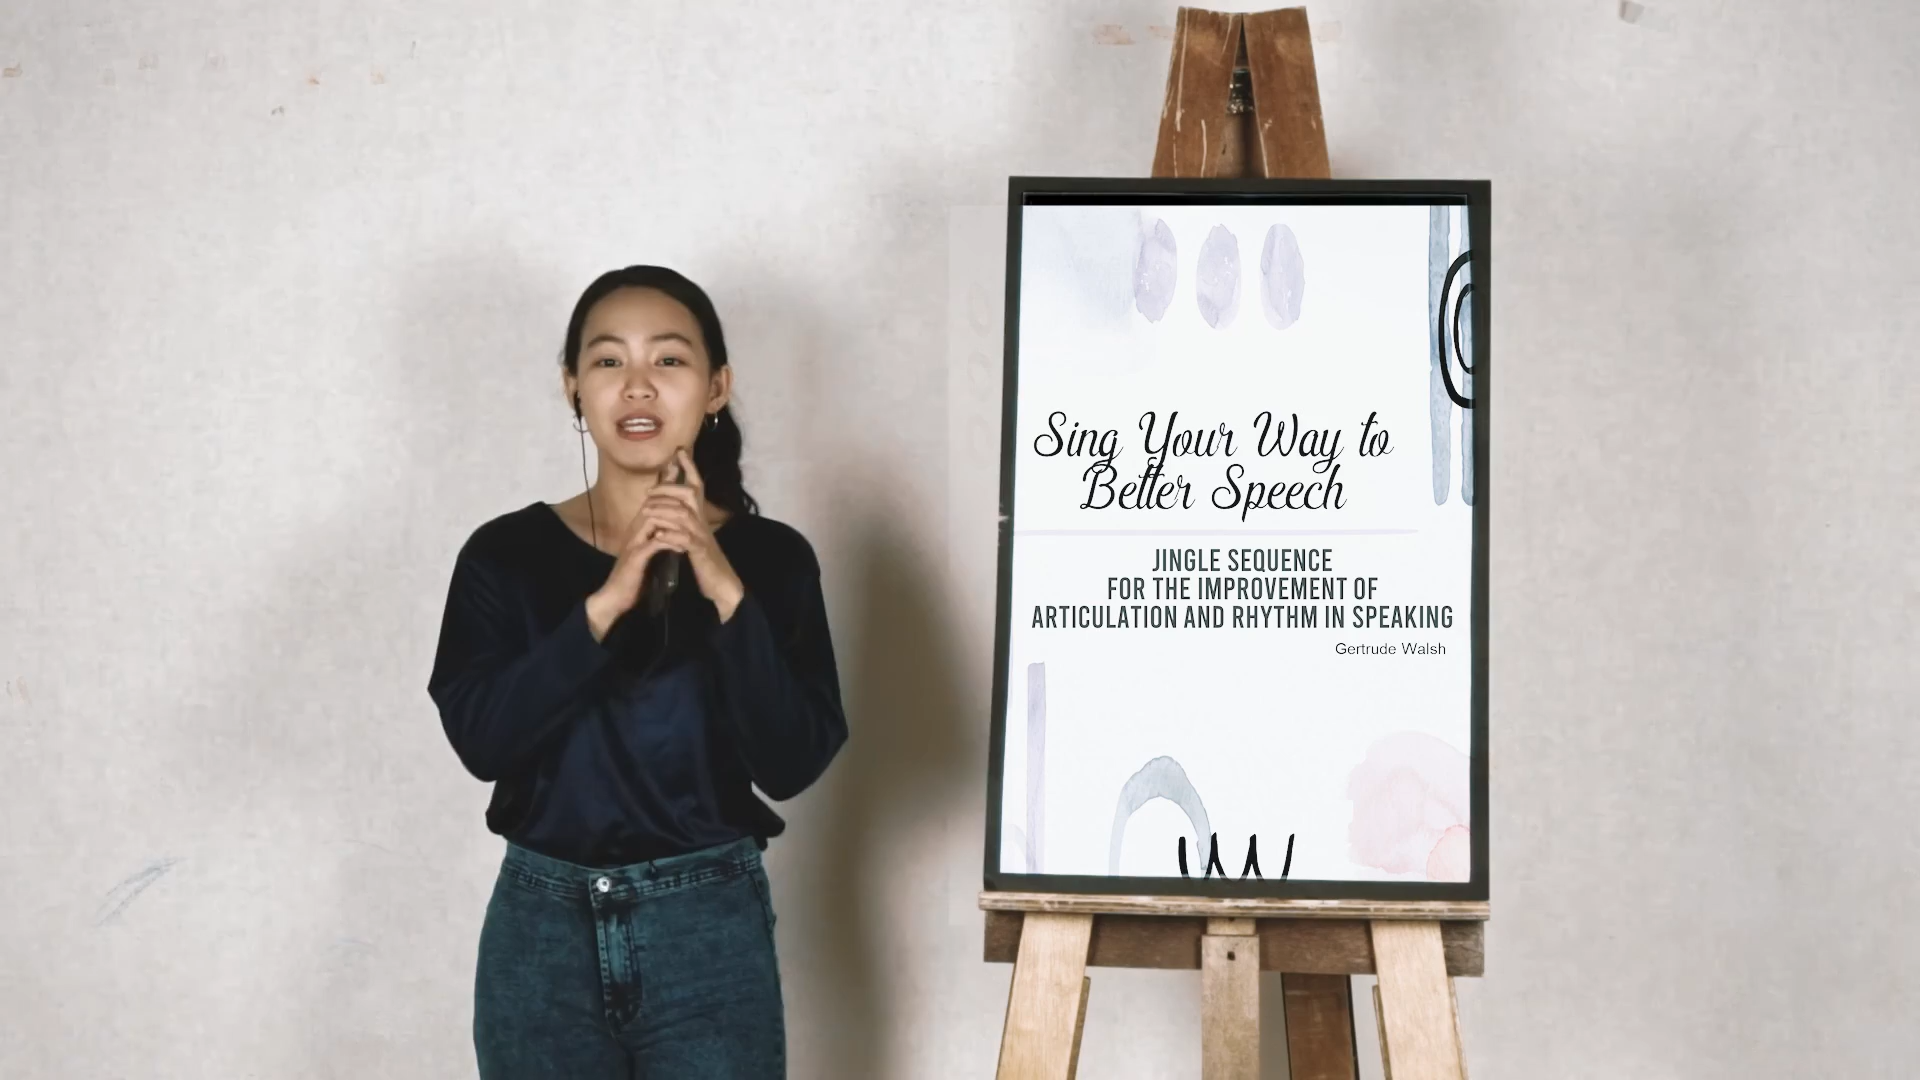 Sing Your Way to
Better Speech
JINGLE SEQUENCE
FOR THE IMPROVEMENT OF
ARTICULATION AND RHYTHM IN SPEAKING
Gertrude Walsh